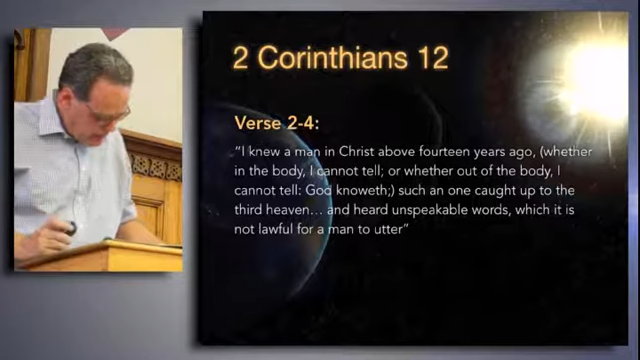 2 Corinthians 12
Verse 2-4:
“I knew a man in Christ above fourteen years ago, (whether
in the body, I cannot tell; or whether out of the body, I
cannot tell: God knoweth;) such an one caught up to the
third heaven… and heard unspeakable words, which it is
not lawful for a man to utter”